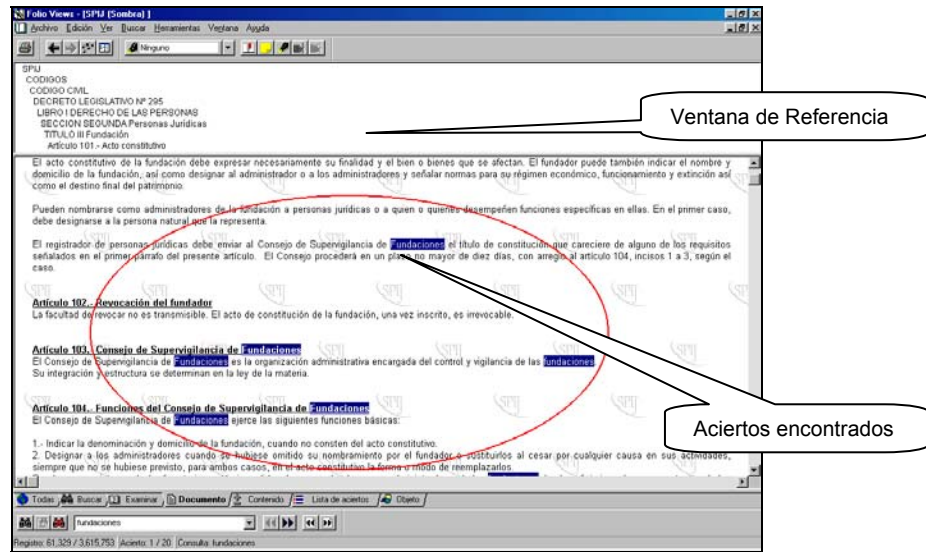 Folio Views - [SPIJ (Sombra) ]
Archivo Edición Ver Buscar Herramientas Ventana Ayuda
Ninguno
SPIJ
CODIGOS
CODIGO CIVIL
DECRETO LEGISLATIVO Nº 295
LIBRO I DERECHO DE LAS PERSONAS
SECCION SEGUNDA Personas Jurídicas
TITULO III Fundación
Artículo 101.- Acto constitutivo
Ventana de Referencia
El acto constitutivo de la fundación debe expresar necesariamente su finalidad y el bien o bienes que se afectan. El fundador puede también indicar el nombre y
domicilio de la fundación, así como designar al administrador o a los administradores y señalar normas para su régimen económico, funcionamiento y extinción así
como el destino final del patrimonio.
Pueden nombrarse como administradores de la fundación a personas jurídicas o a quien o quienes desempeñen funciones específicas en ellas. En el primer caso,
debe designarse a la persona natural que la representa.
El registrador de personas jurídicas debe enviar al Consejo de Supervigilancia de Fundaciones el título de constitución que careciere de alguno de los requisitos
señalados en el primer párrafo del presente artículo. El Consejo procederá en un plazo no mayor de diez días, con arreglo al artículo 104, incisos 1 a 3, según el
caso.
Artículo 102.- Revocación del fundador
La facultad de revocar no es transmisible. El acto de constitución de la fundación, una vez inscrito, es irrevocable.
Artículo 103.- Consejo de Supervigilancia de Fundaciones
El Consejo de Supervigilancia de Fundaciones es la organización administrativa encargada del control y vigilancia de las fundaciones
Su integración y estructura se determinan en la ley de la materia.
Artículo 104.- Funciones del Consejo de Supervigilancia de Fundaciones
El Consejo de Supervigilancia de Fundaciones ejerce las siguientes funciones básicas:
Aciertos encontrados
1.- Indicar la denominación y domicilio de la fundación, cuando no consten del acto constitutivo.
2. Designar a los administradores cuando se hubiese omitido su nombramiento por el fundador o sustituirlos al cesar por cualquier causa en sus actividades,
siempre que no se hubiese previsto, para ambos casos, en el acto constitutivo la forma o modo de reemplazarlos.
Todas Buscar Examinar Documento Contenido Lista de aciertos Objeto
fundaciones
Registro: 61,329 / 3,615,753 Acierto: 1 / 20 Consulta: fundaciones